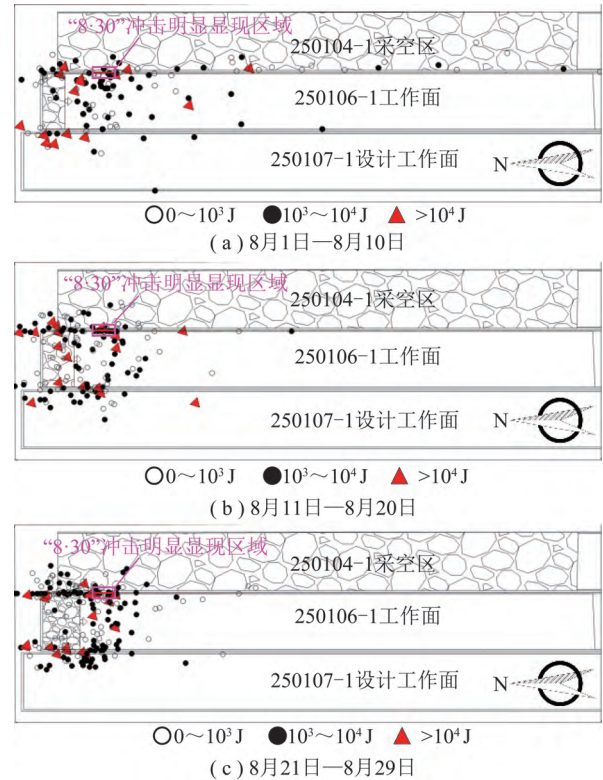 “8·30”冲击明显显现区域
250104-1采空区
250106-1工作面
250107-1设计工作面
N
0～10³ J 10³～10⁴ J >10⁴ J
( a ) 8月1日—8月10日
“8·30”冲击明显显现区域
250104-1采空区
250106-1工作面
250107-1设计工作面
N
0～10³ J 10³～10⁴ J >10⁴ J
( b ) 8月11日—8月20日
“8·30”冲击明显显现区域
250104-1采空区
250106-1工作面
250107-1设计工作面
N
0～10³ J 10³～10⁴ J >10⁴ J
( c ) 8月21日—8月29日